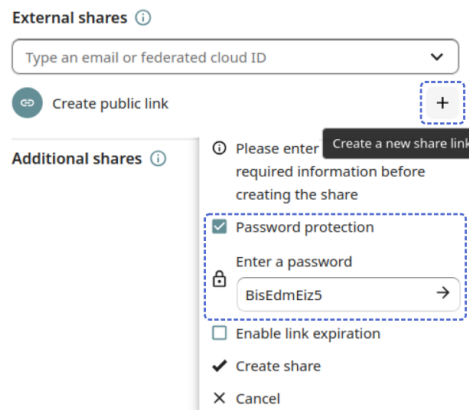 External shares
Type an email or federated cloud ID
Create public link
Create a new share link
Additional shares
Please enter
required information before
creating the share
Password protection
Enter a password
BisEdmEiz5
Enable link expiration
Create share
Cancel